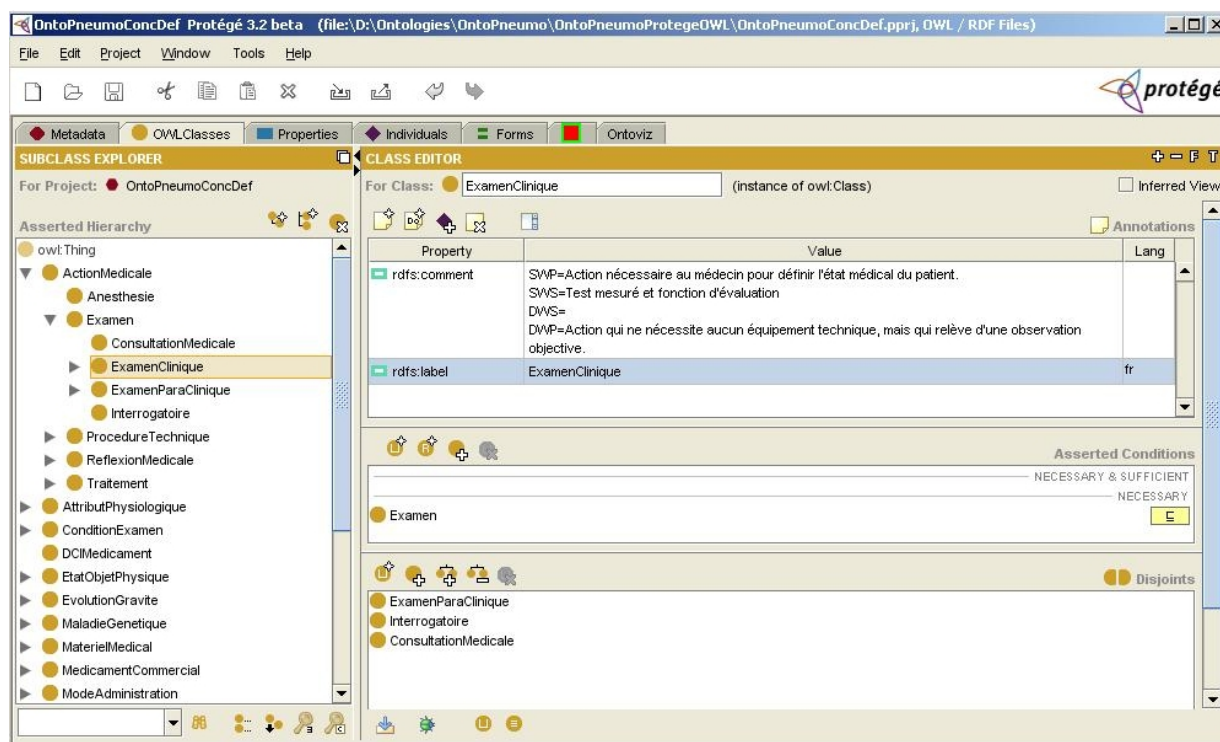 OntoPneumoConcDef Protégé 3.2 beta (file:\D:\Ontologies\OntoPneumo\OntoPneumoProtegeOWL\OntoPneumoConcDef.pprj, OWL / RDF Files)
File Edit Project Window Tools Help
protégé
Metadata OWLClasses Properties Individuals Forms Ontoviz
SUBCLASS EXPLORER
For Project: OntoPneumoConcDef
Asserted Hierarchy
owl:Thing
ActionMedicale
Anesthesie
Examen
ConsultationMedicale
ExamenClinique
ExamenParaClinique
Interrogatoire
ProcedureTechnique
ReflexionMedicale
Traitement
AttributPhysiologique
ConditionExamen
DCIMedicament
EtatObjetPhysique
EvolutionGravite
MaladieGenetique
MaterielMedical
MedicamentCommercial
ModeAdministration
CLASS EDITOR
F T
For Class: ExamenClinique (instance of owl:Class) Inferred View
Annotations
Property Value Lang
rdfs:comment SWP=Action nécessaire au médecin pour définir l'état médical du patient.
SWS=Test mesuré et fonction d'évaluation
DWS=
DWP=Action qui ne nécessite aucun équipement technique, mais qui relève d'une observation
objective.
rdfs:label ExamenClinique fr
Asserted Conditions
NECESSARY & SUFFICIENT
NECESSARY
Examen ⊑
Disjoints
ExamenParaClinique
Interrogatoire
ConsultationMedicale